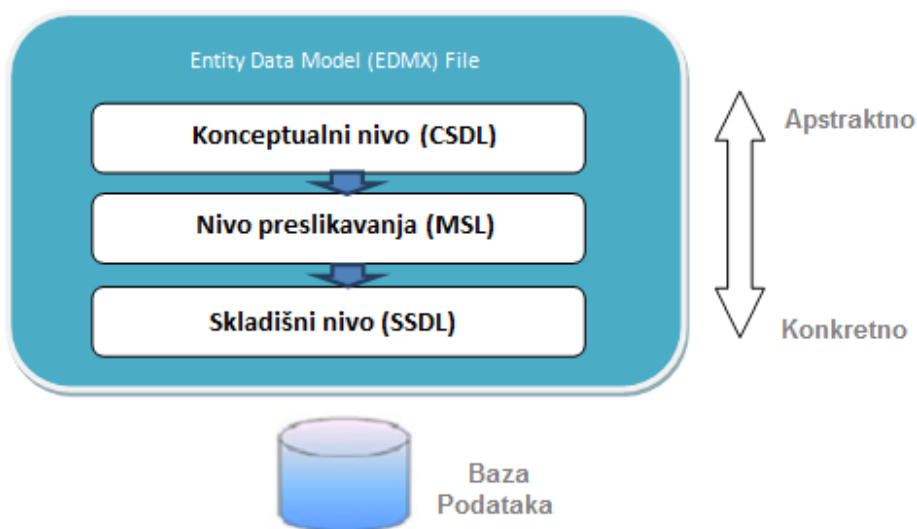 Entity Data Model (EDMX) File
Konceptualni nivo (CSDL)
Nivo preslikavanja (MSL)
Skladišni nivo (SSDL)
Apstraktno
Konkretno
Baza
Podataka